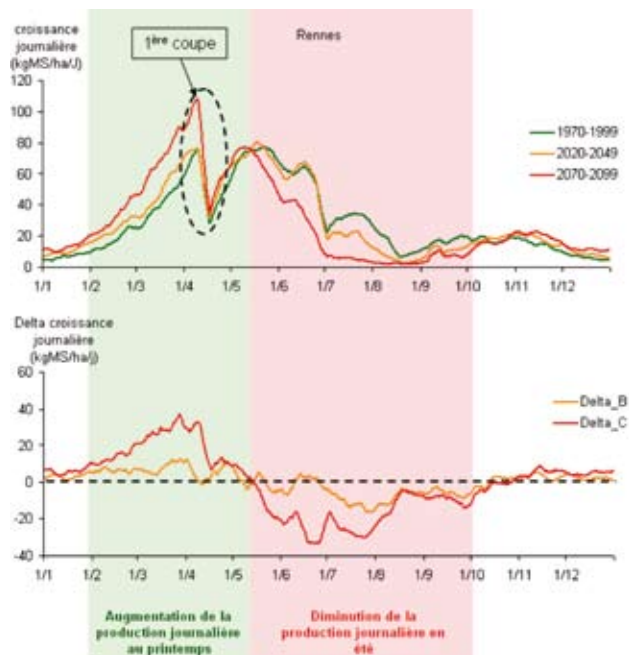 croissance
journalière
(kgMS/ha/J)
1ère coupe
Rennes
120
100
80
60
40
20
0
1970-1999
2020-2049
2070-2099
1/1 1/2 1/3 1/4 1/5 1/6 1/7 1/8 1/9 1/10 1/11 1/12
Delta croissance
journalière
(kgMS/ha/j)
60
40
20
0
-20
-40
Delta_B
Delta_C
1/1 1/2 1/3 1/4 1/5 1/6 1/7 1/8 1/9 1/10 1/11 1/12
Augmentation de la
production journalière
au printemps
Diminution de la
production journalière en
été